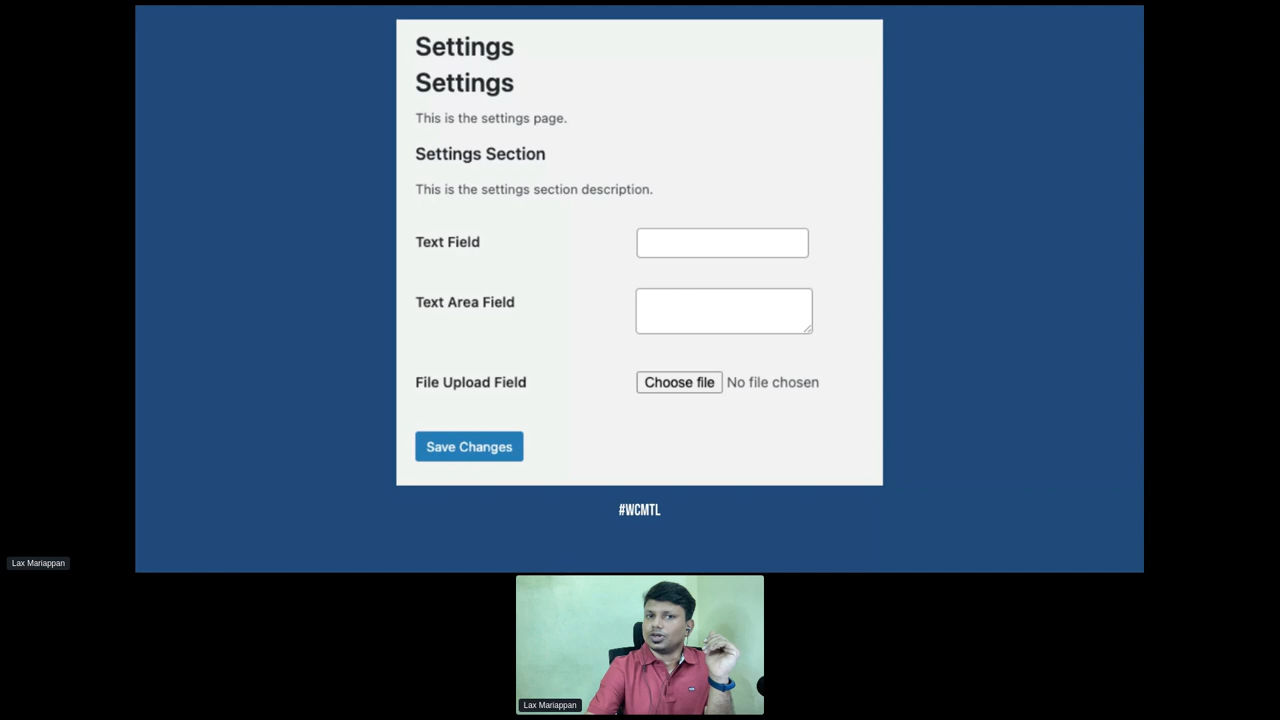 Settings
Settings
This is the settings page.
Settings Section
This is the settings section description.
Text Field
Text Area Field
File Upload Field
Choose file No file chosen
Save Changes
#WCMTL
Lax Mariappan
Lax Mariappan